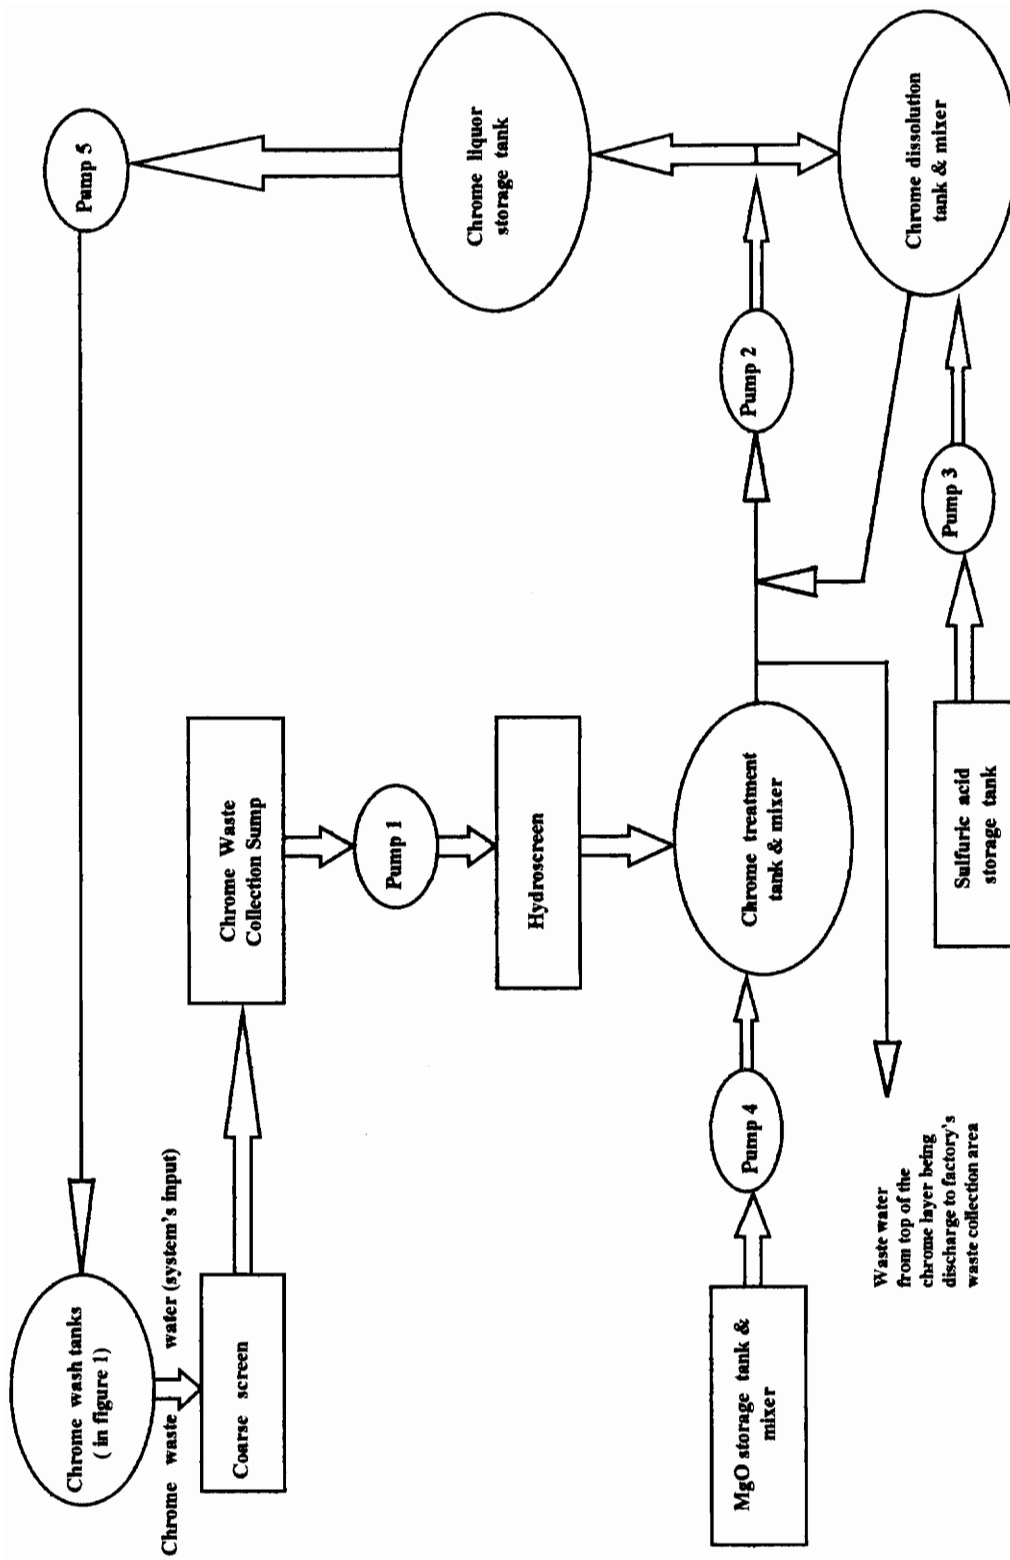 Chrome wash tanks
( in figure 1)
Chrome waste water (system's input)
Coarse screen
Chrome Waste
Collection Sump
Pump 1
Hydroscreen
MgO storage tank &
mixer
Pump 4
Chrome treatment
tank & mixer
Waste water
from top of the
chrome layer being
discharge to factory's
waste collection area
Sulfuric acid
storage tank
Pump 3
Pump 2
Chrome dissolution
tank & mixer
Chrome liquor
storage tank
Pump 5